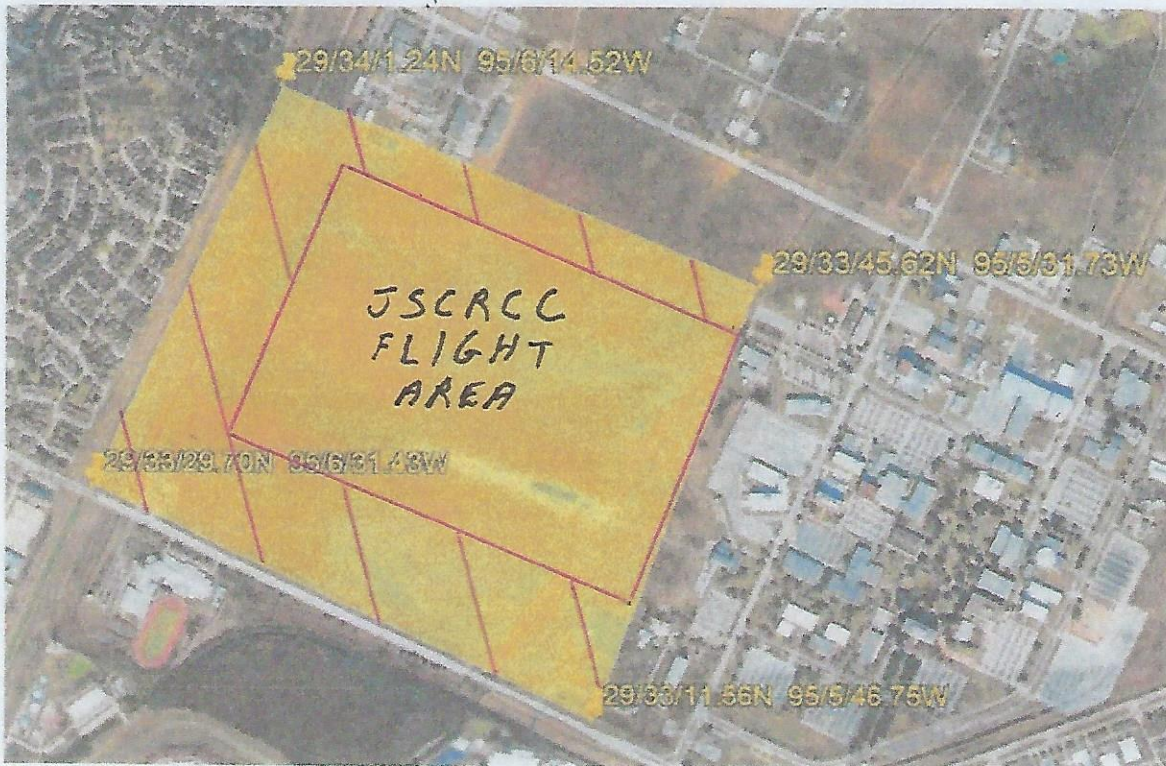 29/34/1.24N 95/6/14.52W
29/33/45.62N 95/5/31.73W
JSCRCC
FLIGHT
AREA
29/33/29.70N 95/6/31.43W
29/33/11.56N 95/5/46.75W